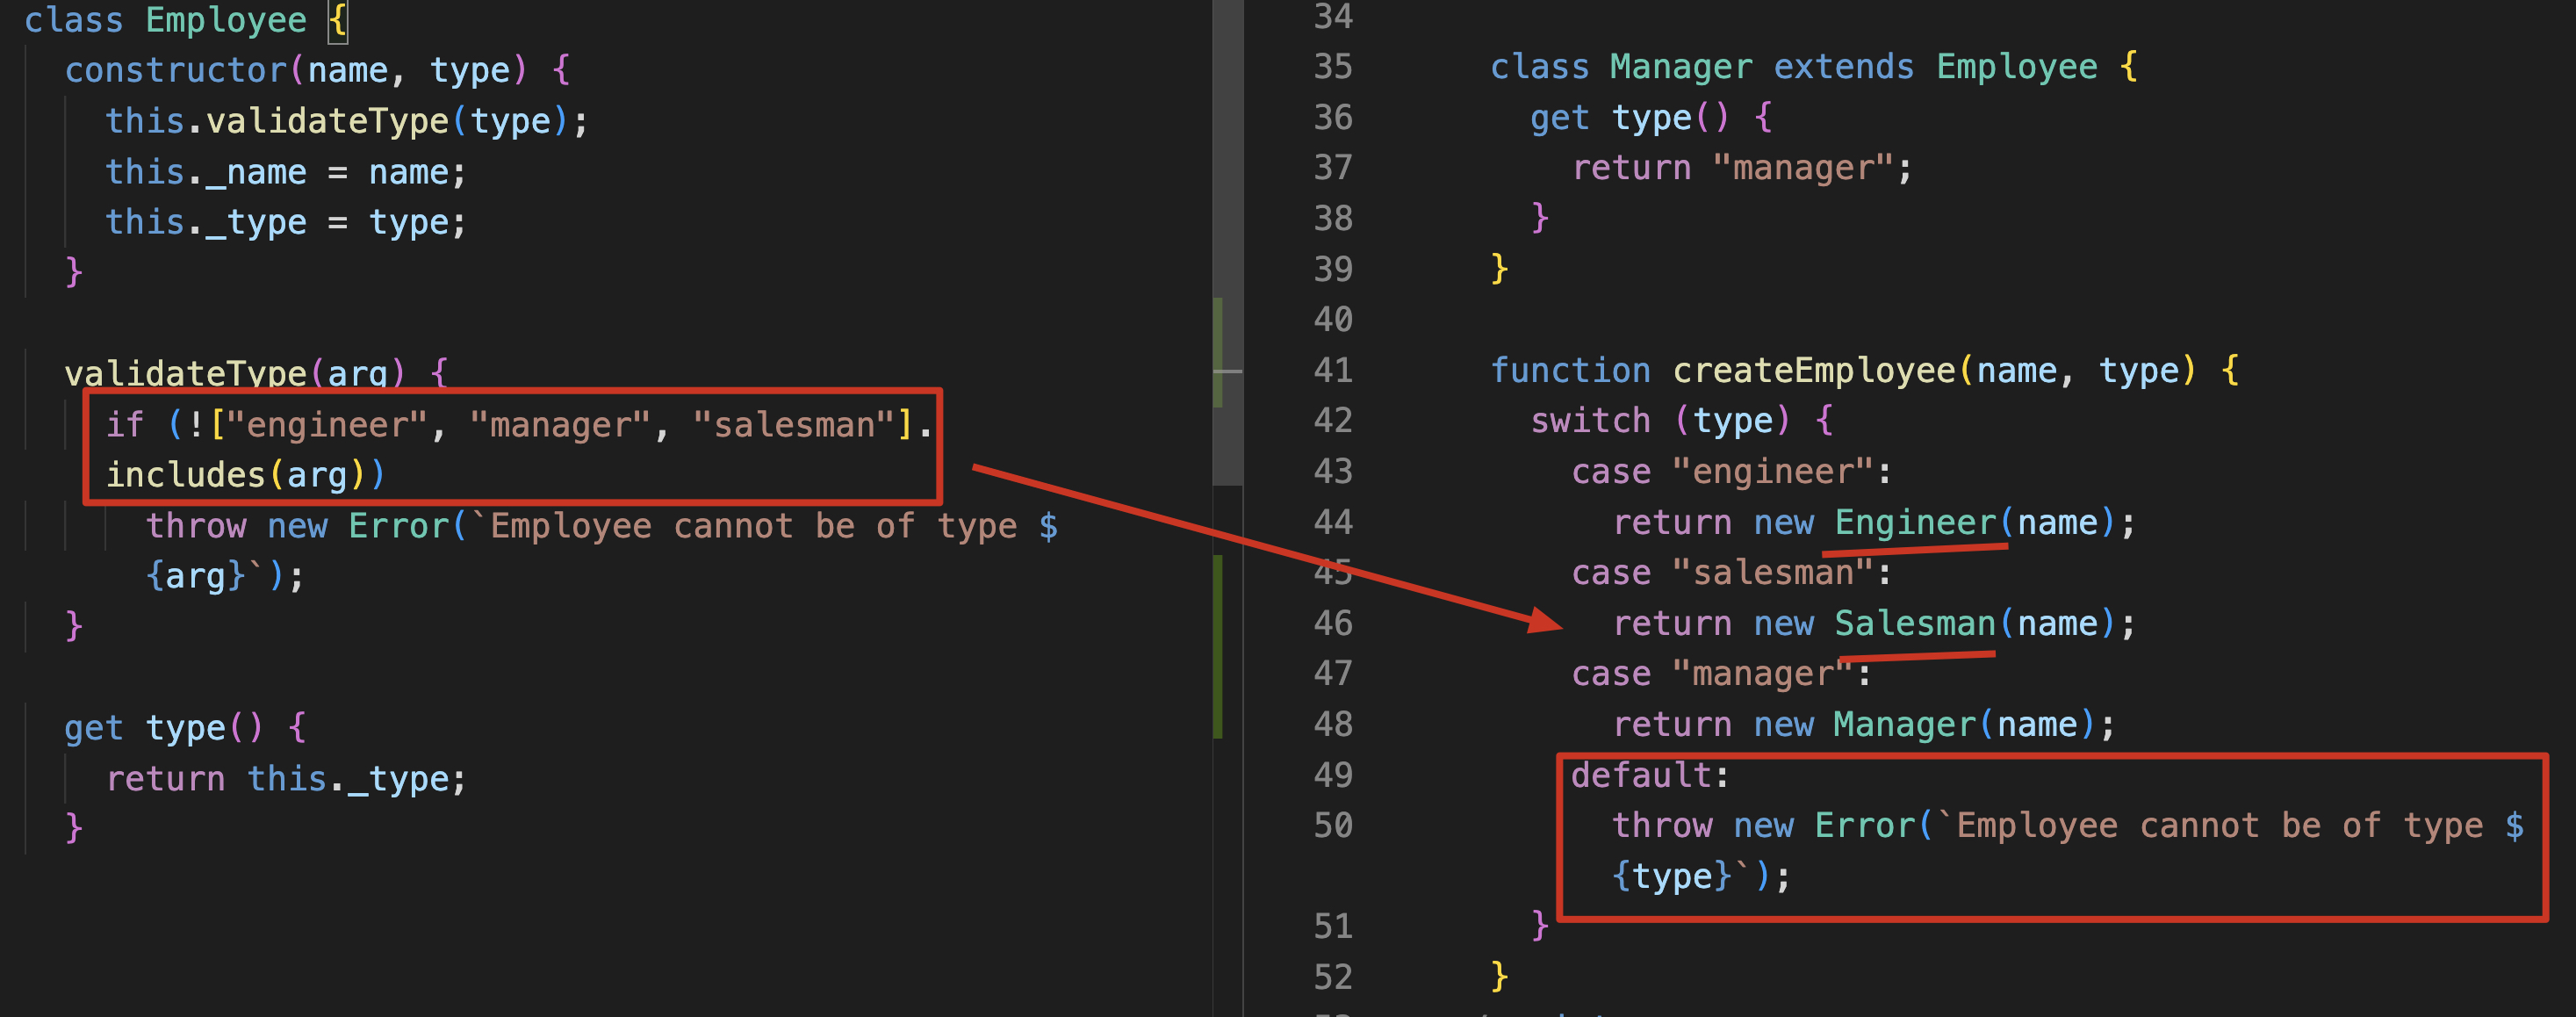 class Employee {
constructor(name, type) {
this.validateType(type);
this._name = name;
this._type = type;
}
validateType(arg) {
if (!["engineer", "manager", "salesman"].
includes(arg))
throw new Error(`Employee cannot be of type $
{arg}`);
}
get type() {
return this._type;
}
34
35 class Manager extends Employee {
36 get type() {
37 return "manager";
38 }
39 }
40
41 function createEmployee(name, type) {
42 switch (type) {
43 case "engineer":
44 return new Engineer(name);
45 case "salesman":
46 return new Salesman(name);
47 case "manager":
48 return new Manager(name);
49 default:
50 throw new Error(`Employee cannot be of type $
{type}`);
51 }
52 }